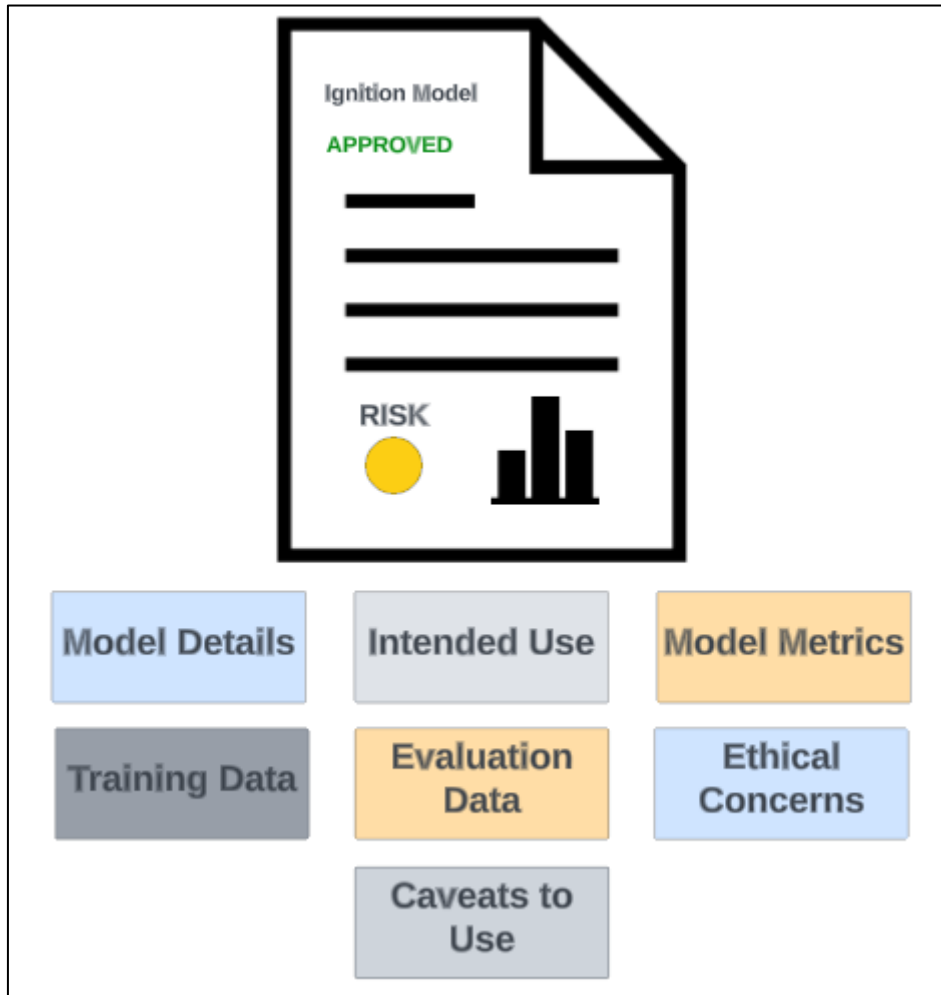 Ignition Model
APPROVED
RISK
Model Details
Intended Use
Model Metrics
Training Data
Evaluation
Data
Ethical
Concerns
Caveats to
Use